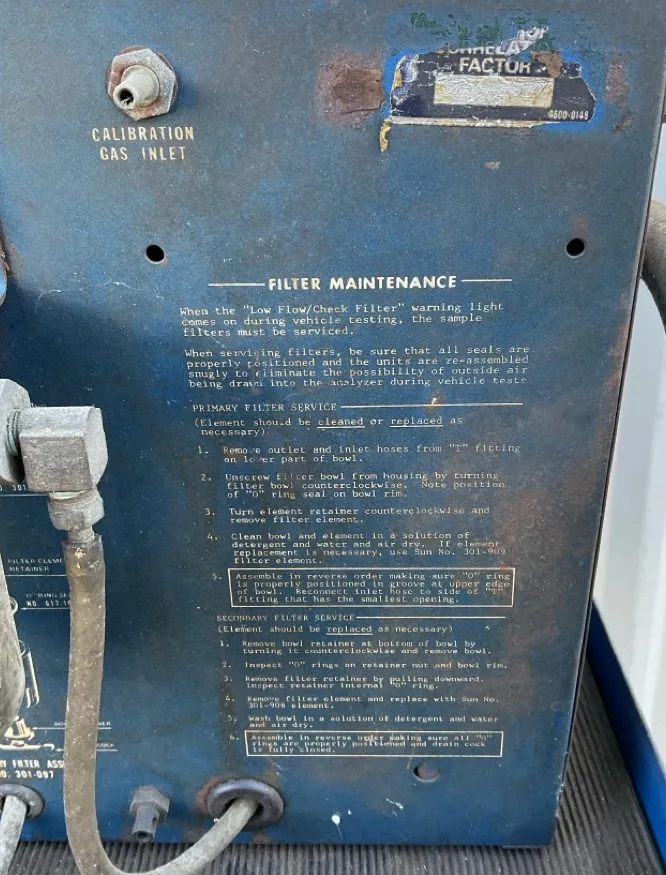 FACTOR
4600-0148
CALIBRATION
GAS INLET
FILTER MAINTENANCE
When the "Low Flow/Check Filter" warning light
comes on during vehicle testing, the sample
filters must be serviced.
When servicing filters, be sure that all seals are
properly positioned and the units are re-assembled
snugly to eliminate the possibility of outside air
being drawn into the analyzer during vehicle tests
PRIMARY FILTER SERVICE
(Element should be cleaned or replaced as
necessary).
1. Remove outlet and inlet hoses from "T" fitting
on lower part of bowl.
2. Unscrew filter bowl from housing by turning
filter bowl counterclockwise. Note position
of "O" ring seal on bowl rim.
3. Turn element retainer counterclockwise and
remove filter element.
4. Clean bowl and element in a solution of
detergent and water and air dry. If element
replacement is necessary, use Sun No. 301-909
filter element.
5. Assemble in reverse order making sure "O" ring
is properly positioned in groove at upper edge
of bowl. Reconnect inlet hose to side of "T"
fitting that has the smallest opening.
SECONDARY FILTER SERVICE
(Element should be replaced as necessary)
1. Remove bowl retainer at bottom of bowl by
turning it counterclockwise and remove bowl.
2. Inspect "O" rings on retainer nut and bowl rim.
3. Remove filter retainer by pulling downward.
Inspect retainer internal "O" ring.
4. Remove filter element and replace with Sun No.
301-908 element.
5. Wash bowl in a solution of detergent and water
and air dry.
6. Assemble in reverse order making sure all "O"
rings are properly positioned and drain cock
is fully closed.
RETAINER
FILTER ASS
301-097